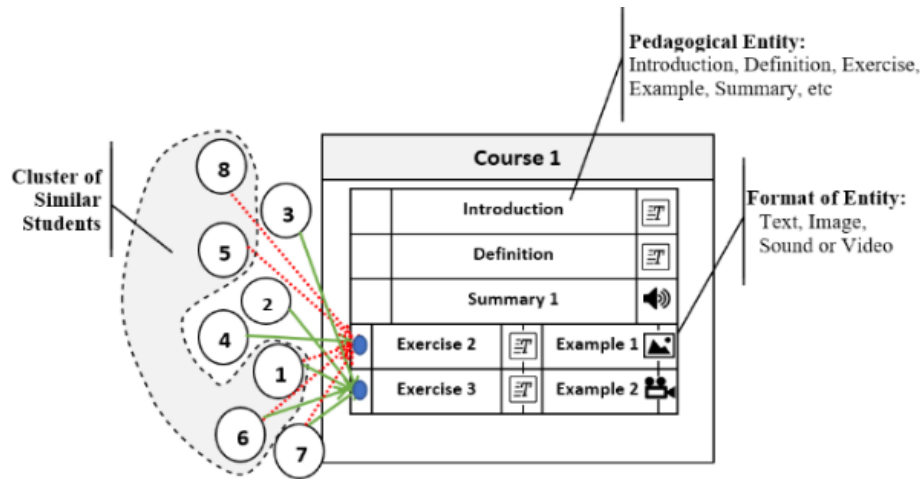 Pedagogical Entity:
Introduction, Definition, Exercise,
Example, Summary, etc
Course 1
Cluster of
Similar
Students
8
3
Introduction
Format of Entity:
Text, Image,
Sound or Video
5
Definition
2
Summary 1
4
Exercise 2
Example 1
1
Exercise 3
Example 2
6
7
T
T
T
T